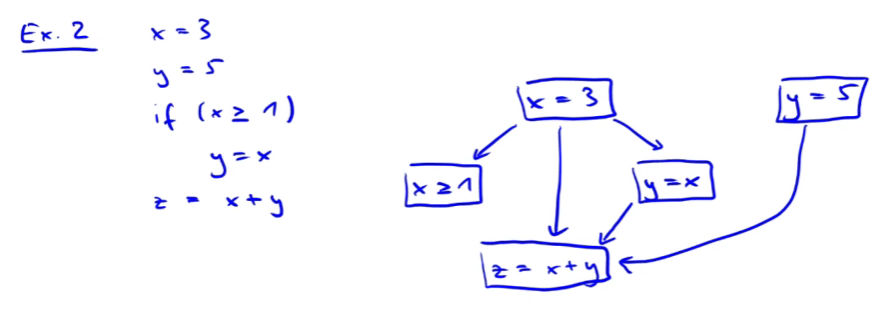 Ex. 2
x = 3
y = 5
if (x ≥ 1)
y = x
z = x + y
x = 3
y = 5
x ≥ 1
y = x
z = x + y